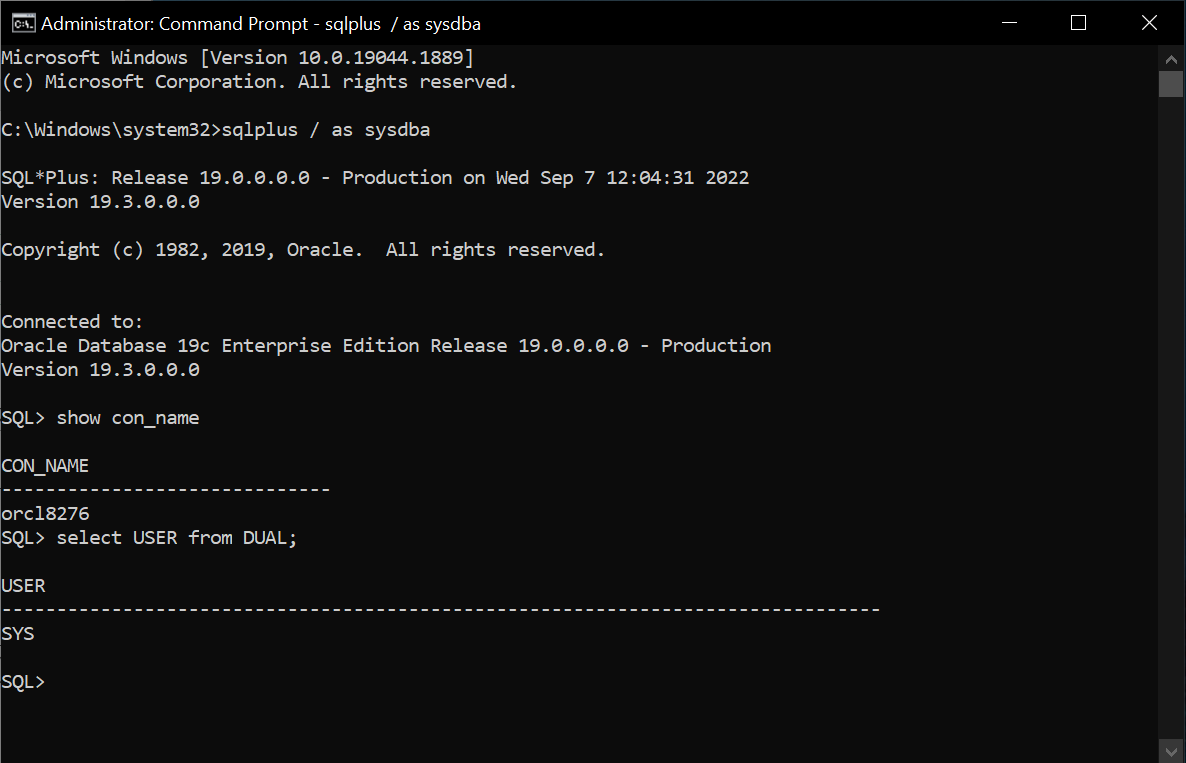 Administrator: Command Prompt - sqlplus  / as sysdba
Microsoft Windows [Version 10.0.19044.1889]
(c) Microsoft Corporation. All rights reserved.
C:\Windows\system32>sqlplus / as sysdba
SQL*Plus: Release 19.0.0.0.0 - Production on Wed Sep 7 12:04:31 2022
Version 19.3.0.0.0
Copyright (c) 1982, 2019, Oracle.  All rights reserved.
Connected to:
Oracle Database 19c Enterprise Edition Release 19.0.0.0.0 - Production
Version 19.3.0.0.0
SQL> show con_name
CON_NAME
------------------------------
orcl8276
SQL> select USER from DUAL;
USER
--------------------------------------------------------------------------------
SYS
SQL>